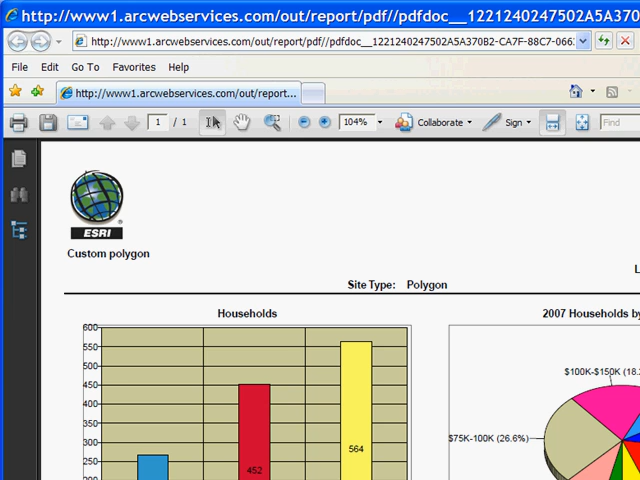 http://www1.arcwebservices.com/out/report/pdf//pdfdoc__1221240247502A5A370
http://www1.arcwebservices.com/out/report/pdf//pdfdoc__1221240247502A5A370B2-CA7F-88C7-066
File Edit Go To Favorites Help
http://www1.arcwebservices.com/out/report...
1 / 1 104% Collaborate Sign Find
ESRI
Custom polygon
L
Site Type: Polygon
Households
2007 Households by
600
550
500
450
400
350
300
250
200
452
564
$100K-$150K (18.
$75K-100K (26.6%)